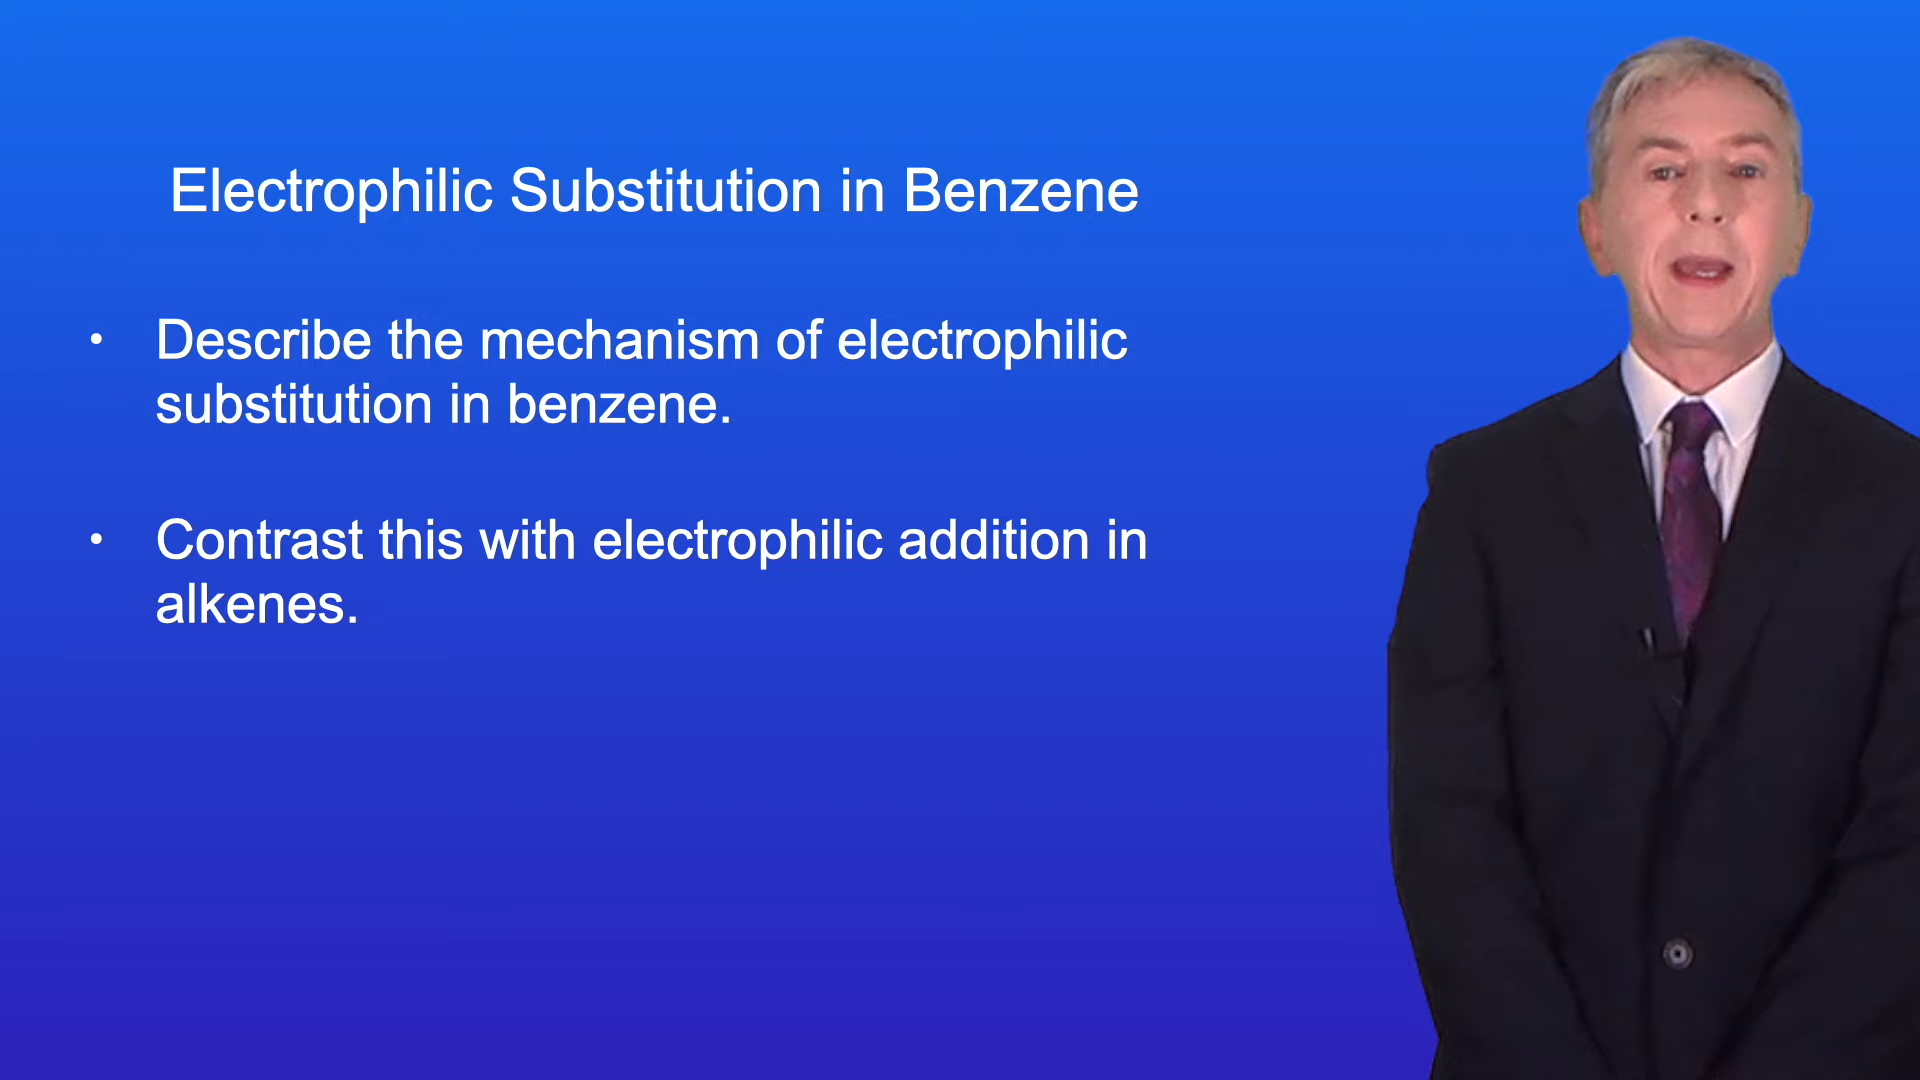 Electrophilic Substitution in Benzene
• Describe the mechanism of electrophilic
substitution in benzene.
• Contrast this with electrophilic addition in
alkenes.